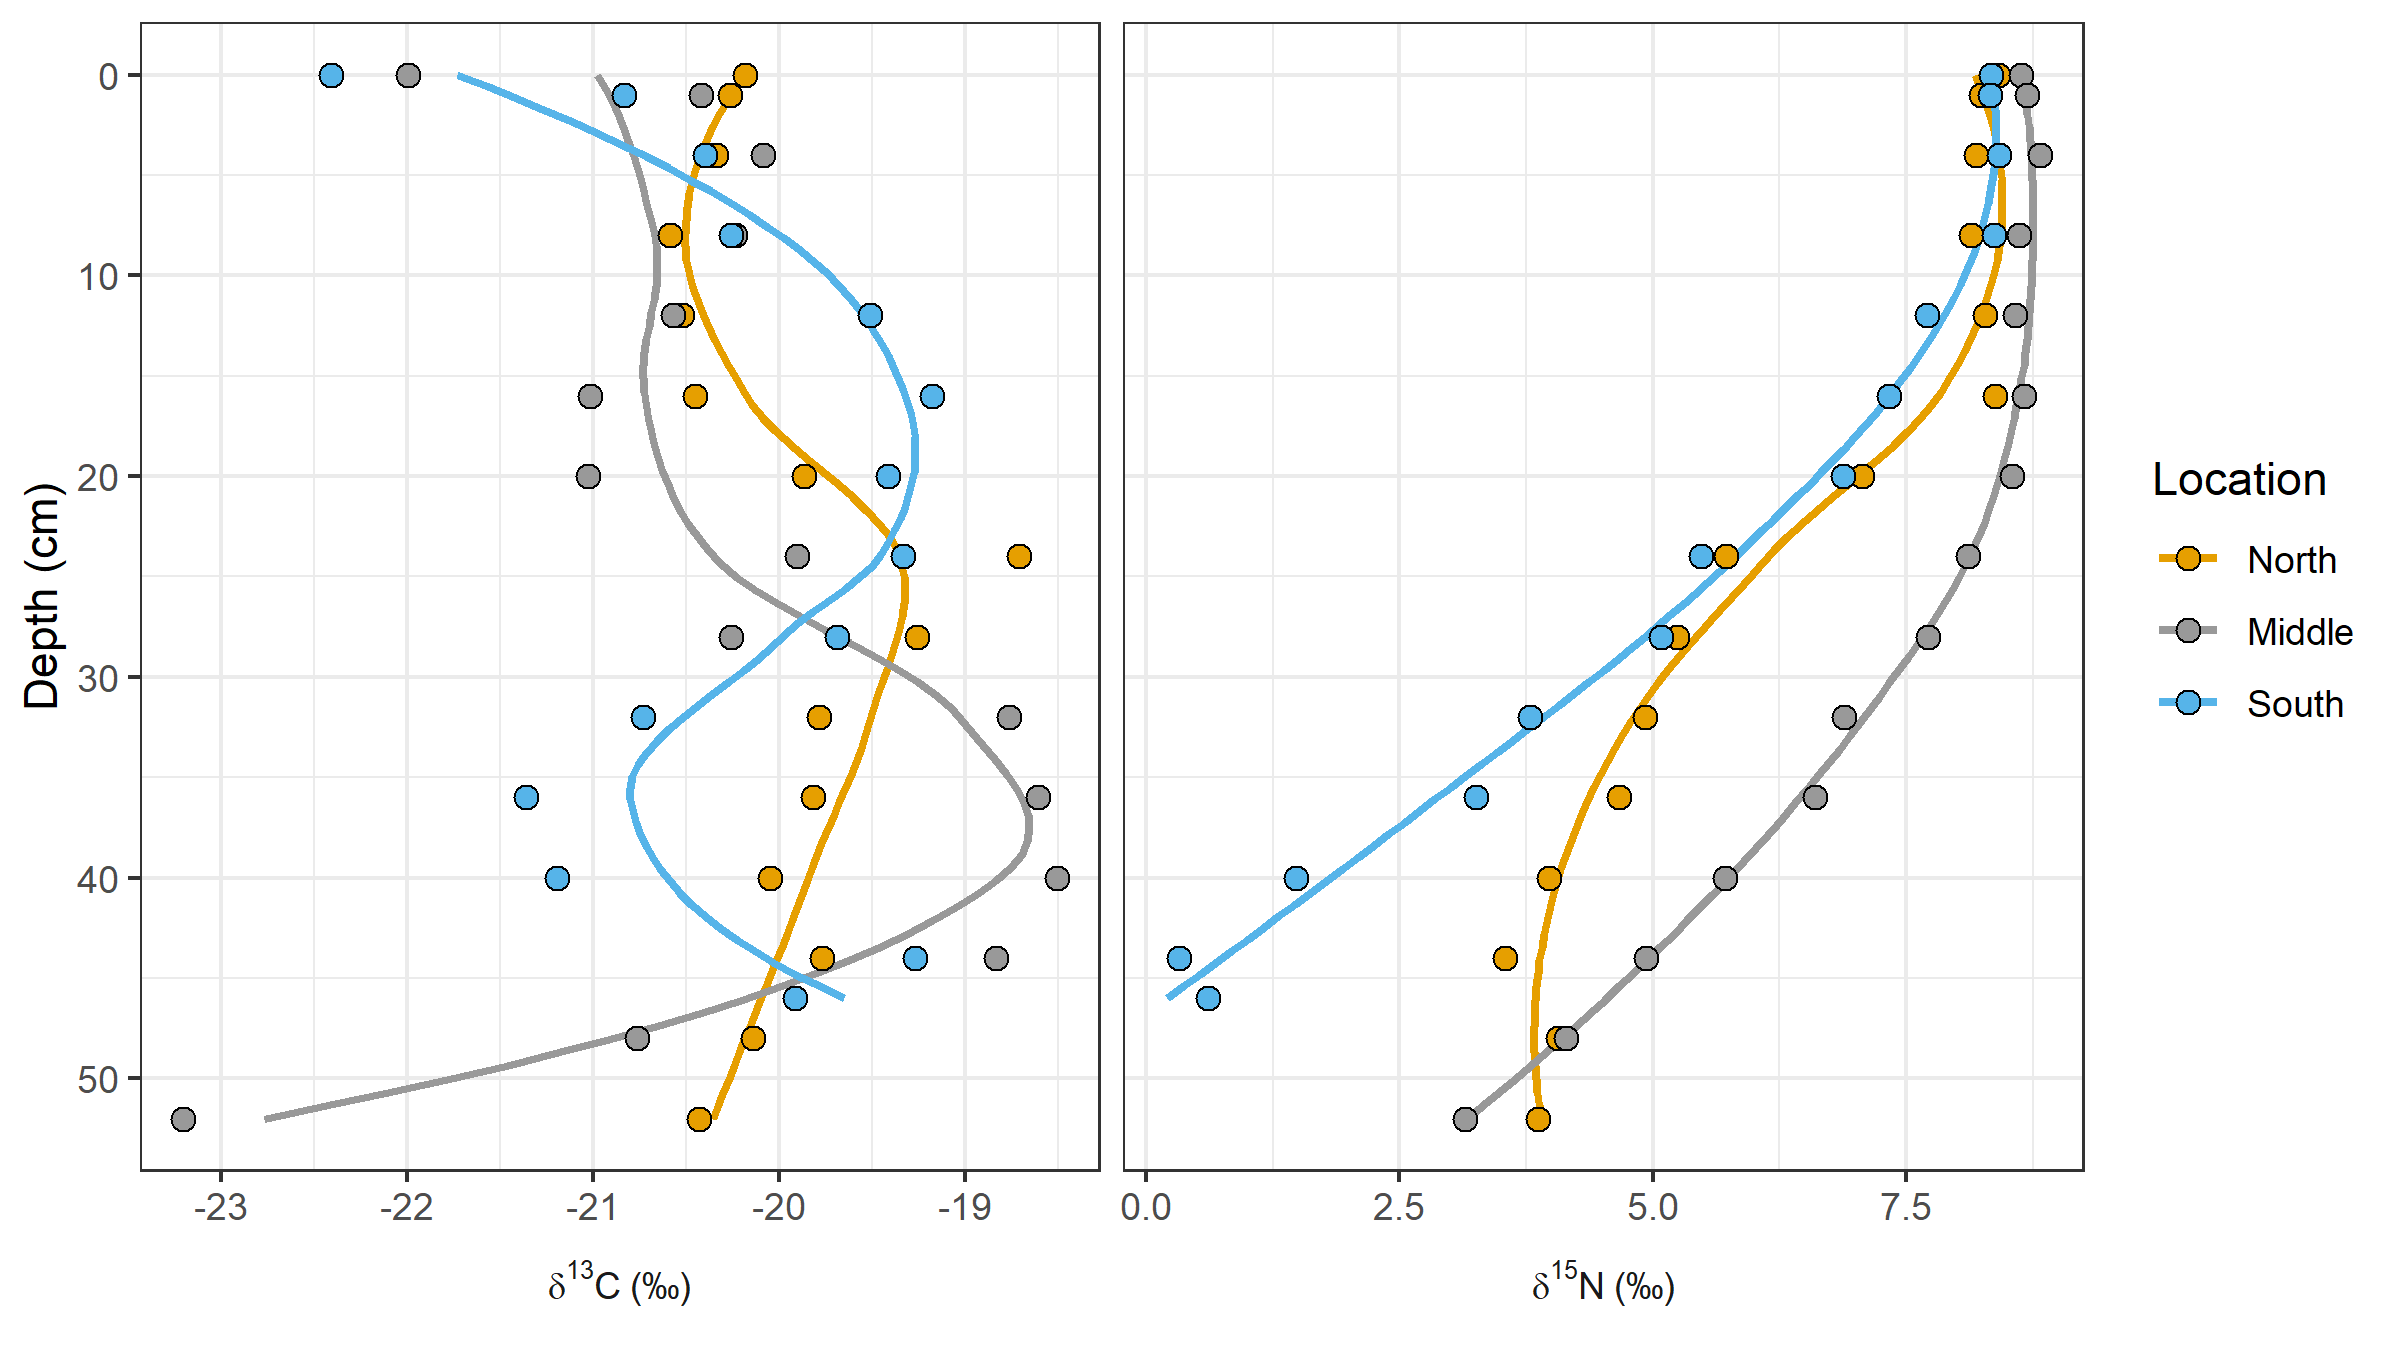 Depth (cm)
0
10
20
30
40
50
-23 -22 -21 -20 -19
δ¹³C (‰)
0.0 2.5 5.0 7.5
δ¹⁵N (‰)
Location
North
Middle
South